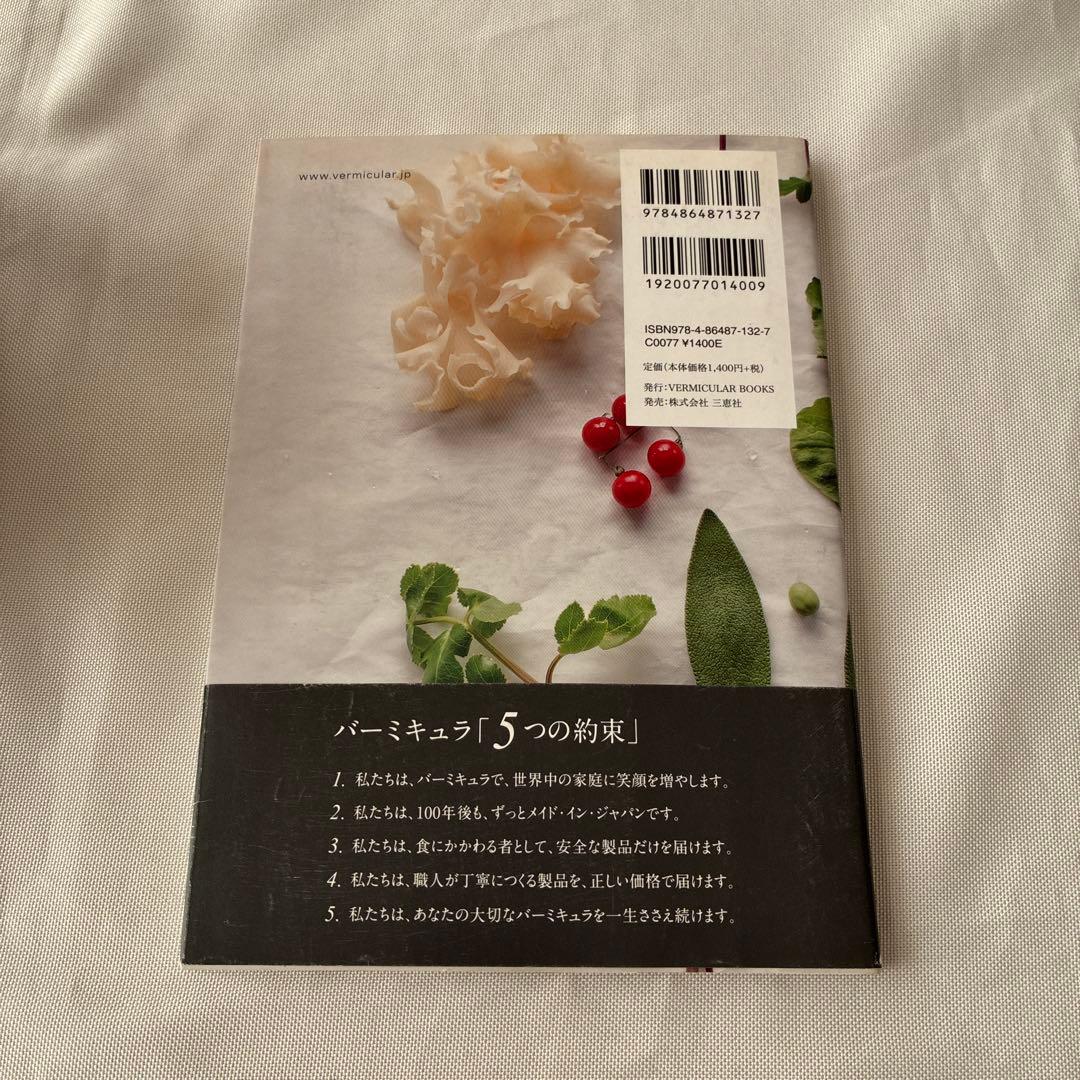 www.vermicular.jp
9784864871327
1920077014009
ISBN978-4-86487-132-7
C0077 ¥1400E
定価(本体価格1,400円+税)
発行:VERMICULAR BOOKS
発売:株式会社 三恵社
バーミキュラ「5つの約束」
1. 私たちは、バーミキュラで、世界中の家庭に笑顔を増やします。
2. 私たちは、100年後も、ずっとメイド・イン・ジャパンです。
3. 私たちは、食にかかわる者として、安全な製品だけを届けます。
4. 私たちは、職人が丁寧につくる製品を、正しい価格で届けます。
5. 私たちは、あなたの大切なバーミキュラを一生ささえ続けます。